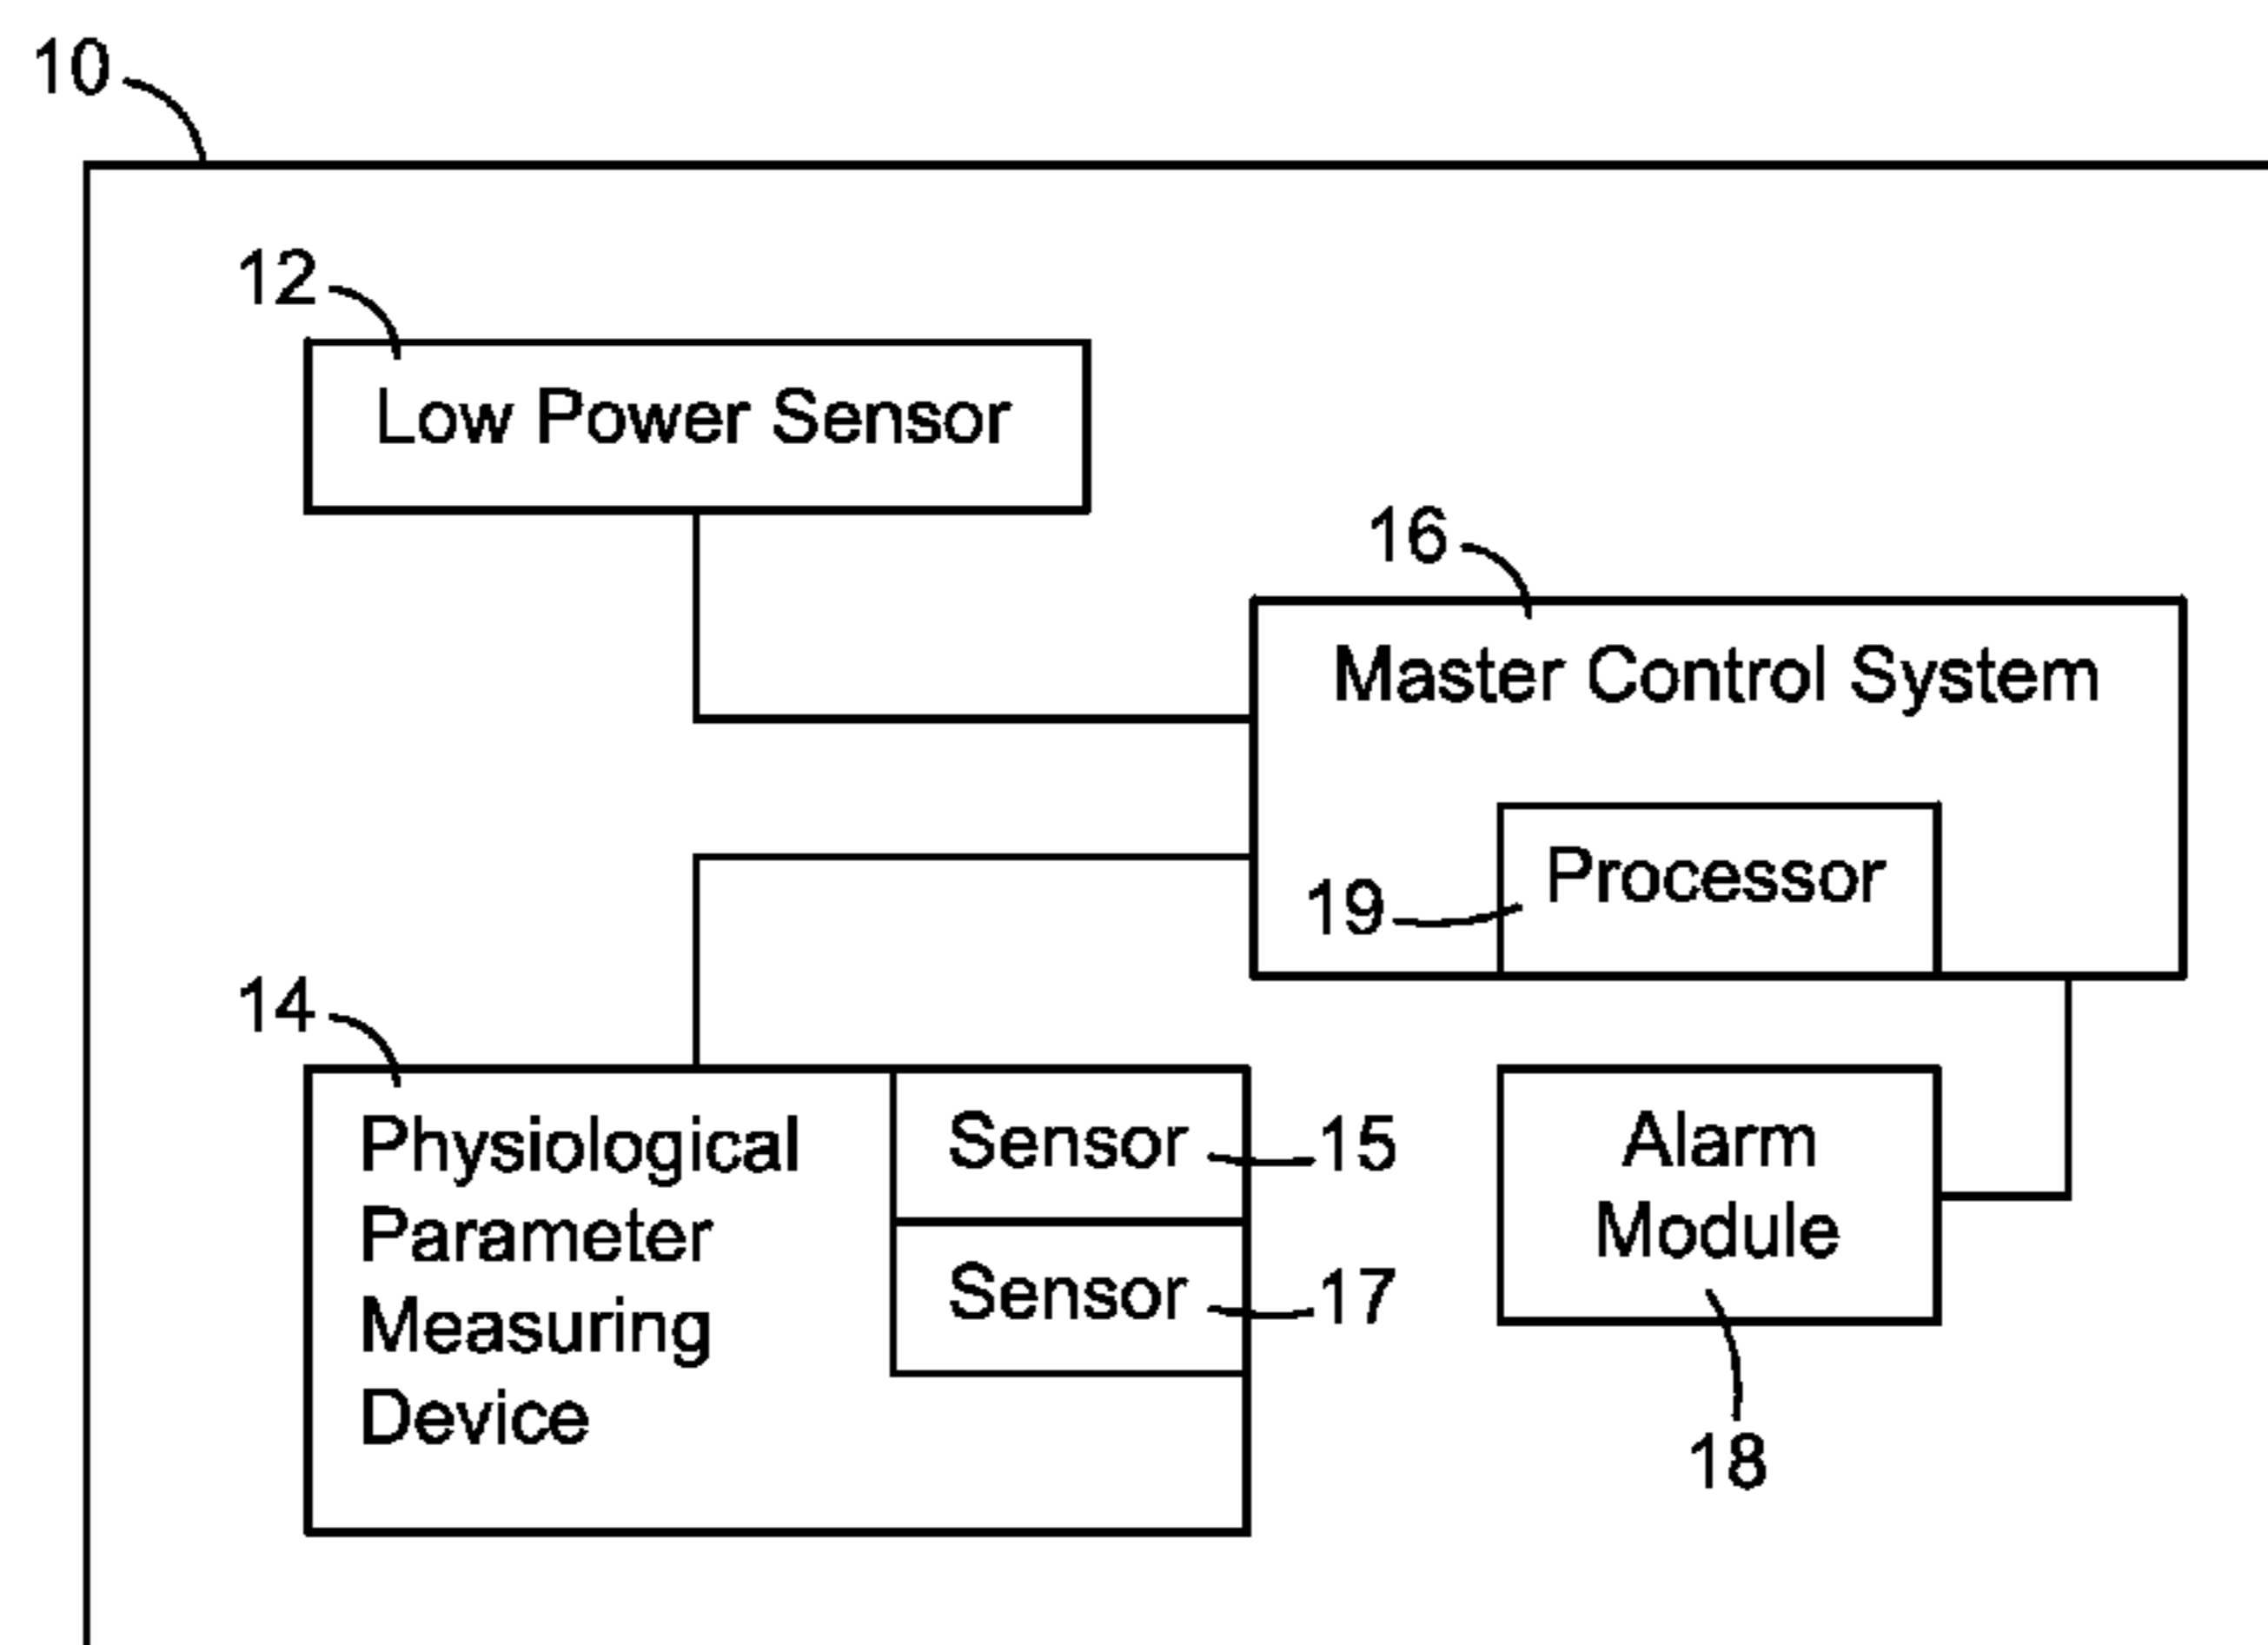 10
12
Low Power Sensor
16
Master Control System
Processor
19
14
Physiological
Parameter
Measuring
Device
Sensor
15
Sensor
17
Alarm
Module
18